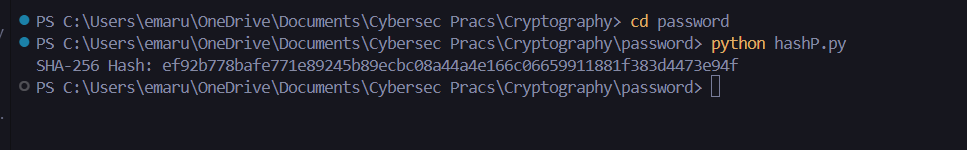 PS C:\Users\emaru\OneDrive\Documents\Cybersec Pracs\Cryptography> cd password
PS C:\Users\emaru\OneDrive\Documents\Cybersec Pracs\Cryptography\password> python hashP.py
SHA-256 Hash: ef92b778bafe771e89245b89ecbc08a44a4e166c06659911881f383d4473e94f
PS C:\Users\emaru\OneDrive\Documents\Cybersec Pracs\Cryptography\password>